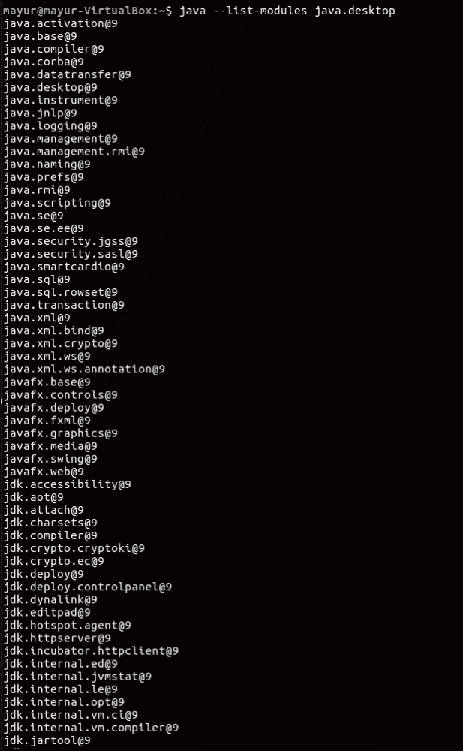 mayur@mayur-VirtualBox:~$ java --list-modules java.desktop
java.activation@9
java.base@9
java.compiler@9
java.corba@9
java.datatransfer@9
java.desktop@9
java.instrument@9
java.jnlp@9
java.logging@9
java.management@9
java.management.rmi@9
java.naming@9
java.prefs@9
java.rmi@9
java.scripting@9
java.se@9
java.se.ee@9
java.security.jgss@9
java.security.sasl@9
java.smartcardio@9
java.sql@9
java.sql.rowset@9
java.transaction@9
java.xml@9
java.xml.bind@9
java.xml.crypto@9
java.xml.ws@9
java.xml.ws.annotation@9
javafx.base@9
javafx.controls@9
javafx.deploy@9
javafx.fxml@9
javafx.graphics@9
javafx.media@9
javafx.swing@9
javafx.web@9
jdk.accessibility@9
jdk.aot@9
jdk.attach@9
jdk.charsets@9
jdk.compiler@9
jdk.crypto.cryptoki@9
jdk.crypto.ec@9
jdk.deploy@9
jdk.deploy.controlpanel@9
jdk.dynalink@9
jdk.editpad@9
jdk.hotspot.agent@9
jdk.httpserver@9
jdk.incubator.httpclient@9
jdk.internal.ed@9
jdk.internal.jvmstat@9
jdk.internal.le@9
jdk.internal.opt@9
jdk.internal.vm.ci@9
jdk.internal.vm.compiler@9
jdk.jartool@9